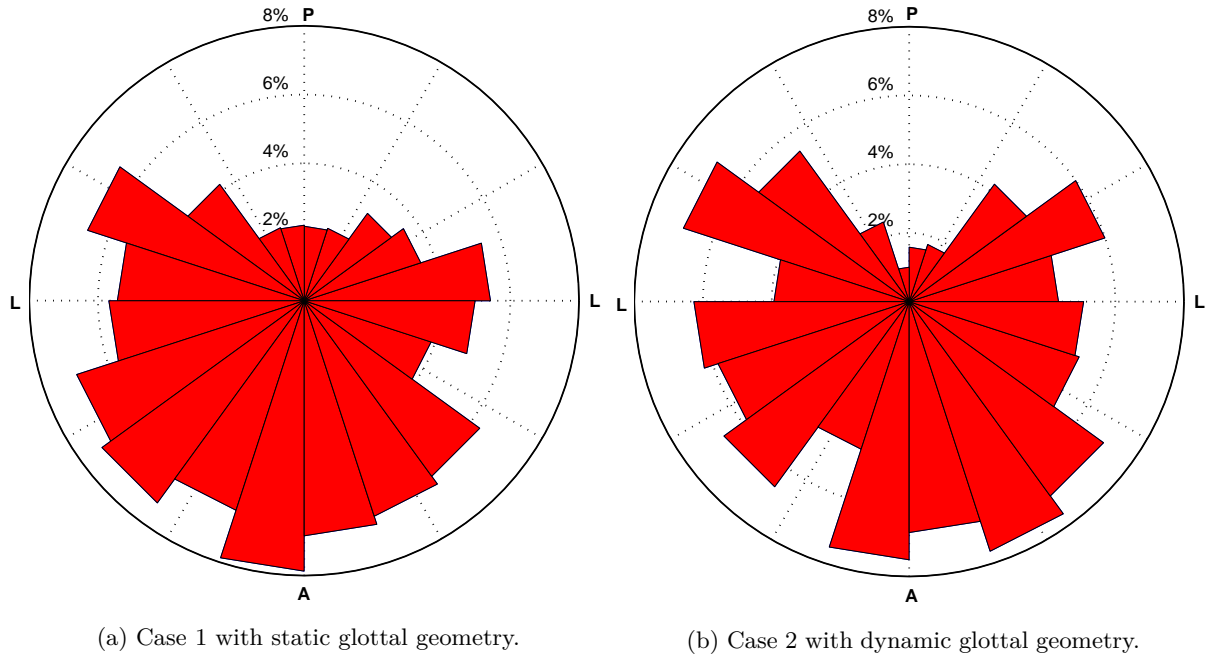 8% P
6%
4%
2%
L
L
A
(a) Case 1 with static glottal geometry.
8% P
6%
4%
2%
L
L
A
(b) Case 2 with dynamic glottal geometry.